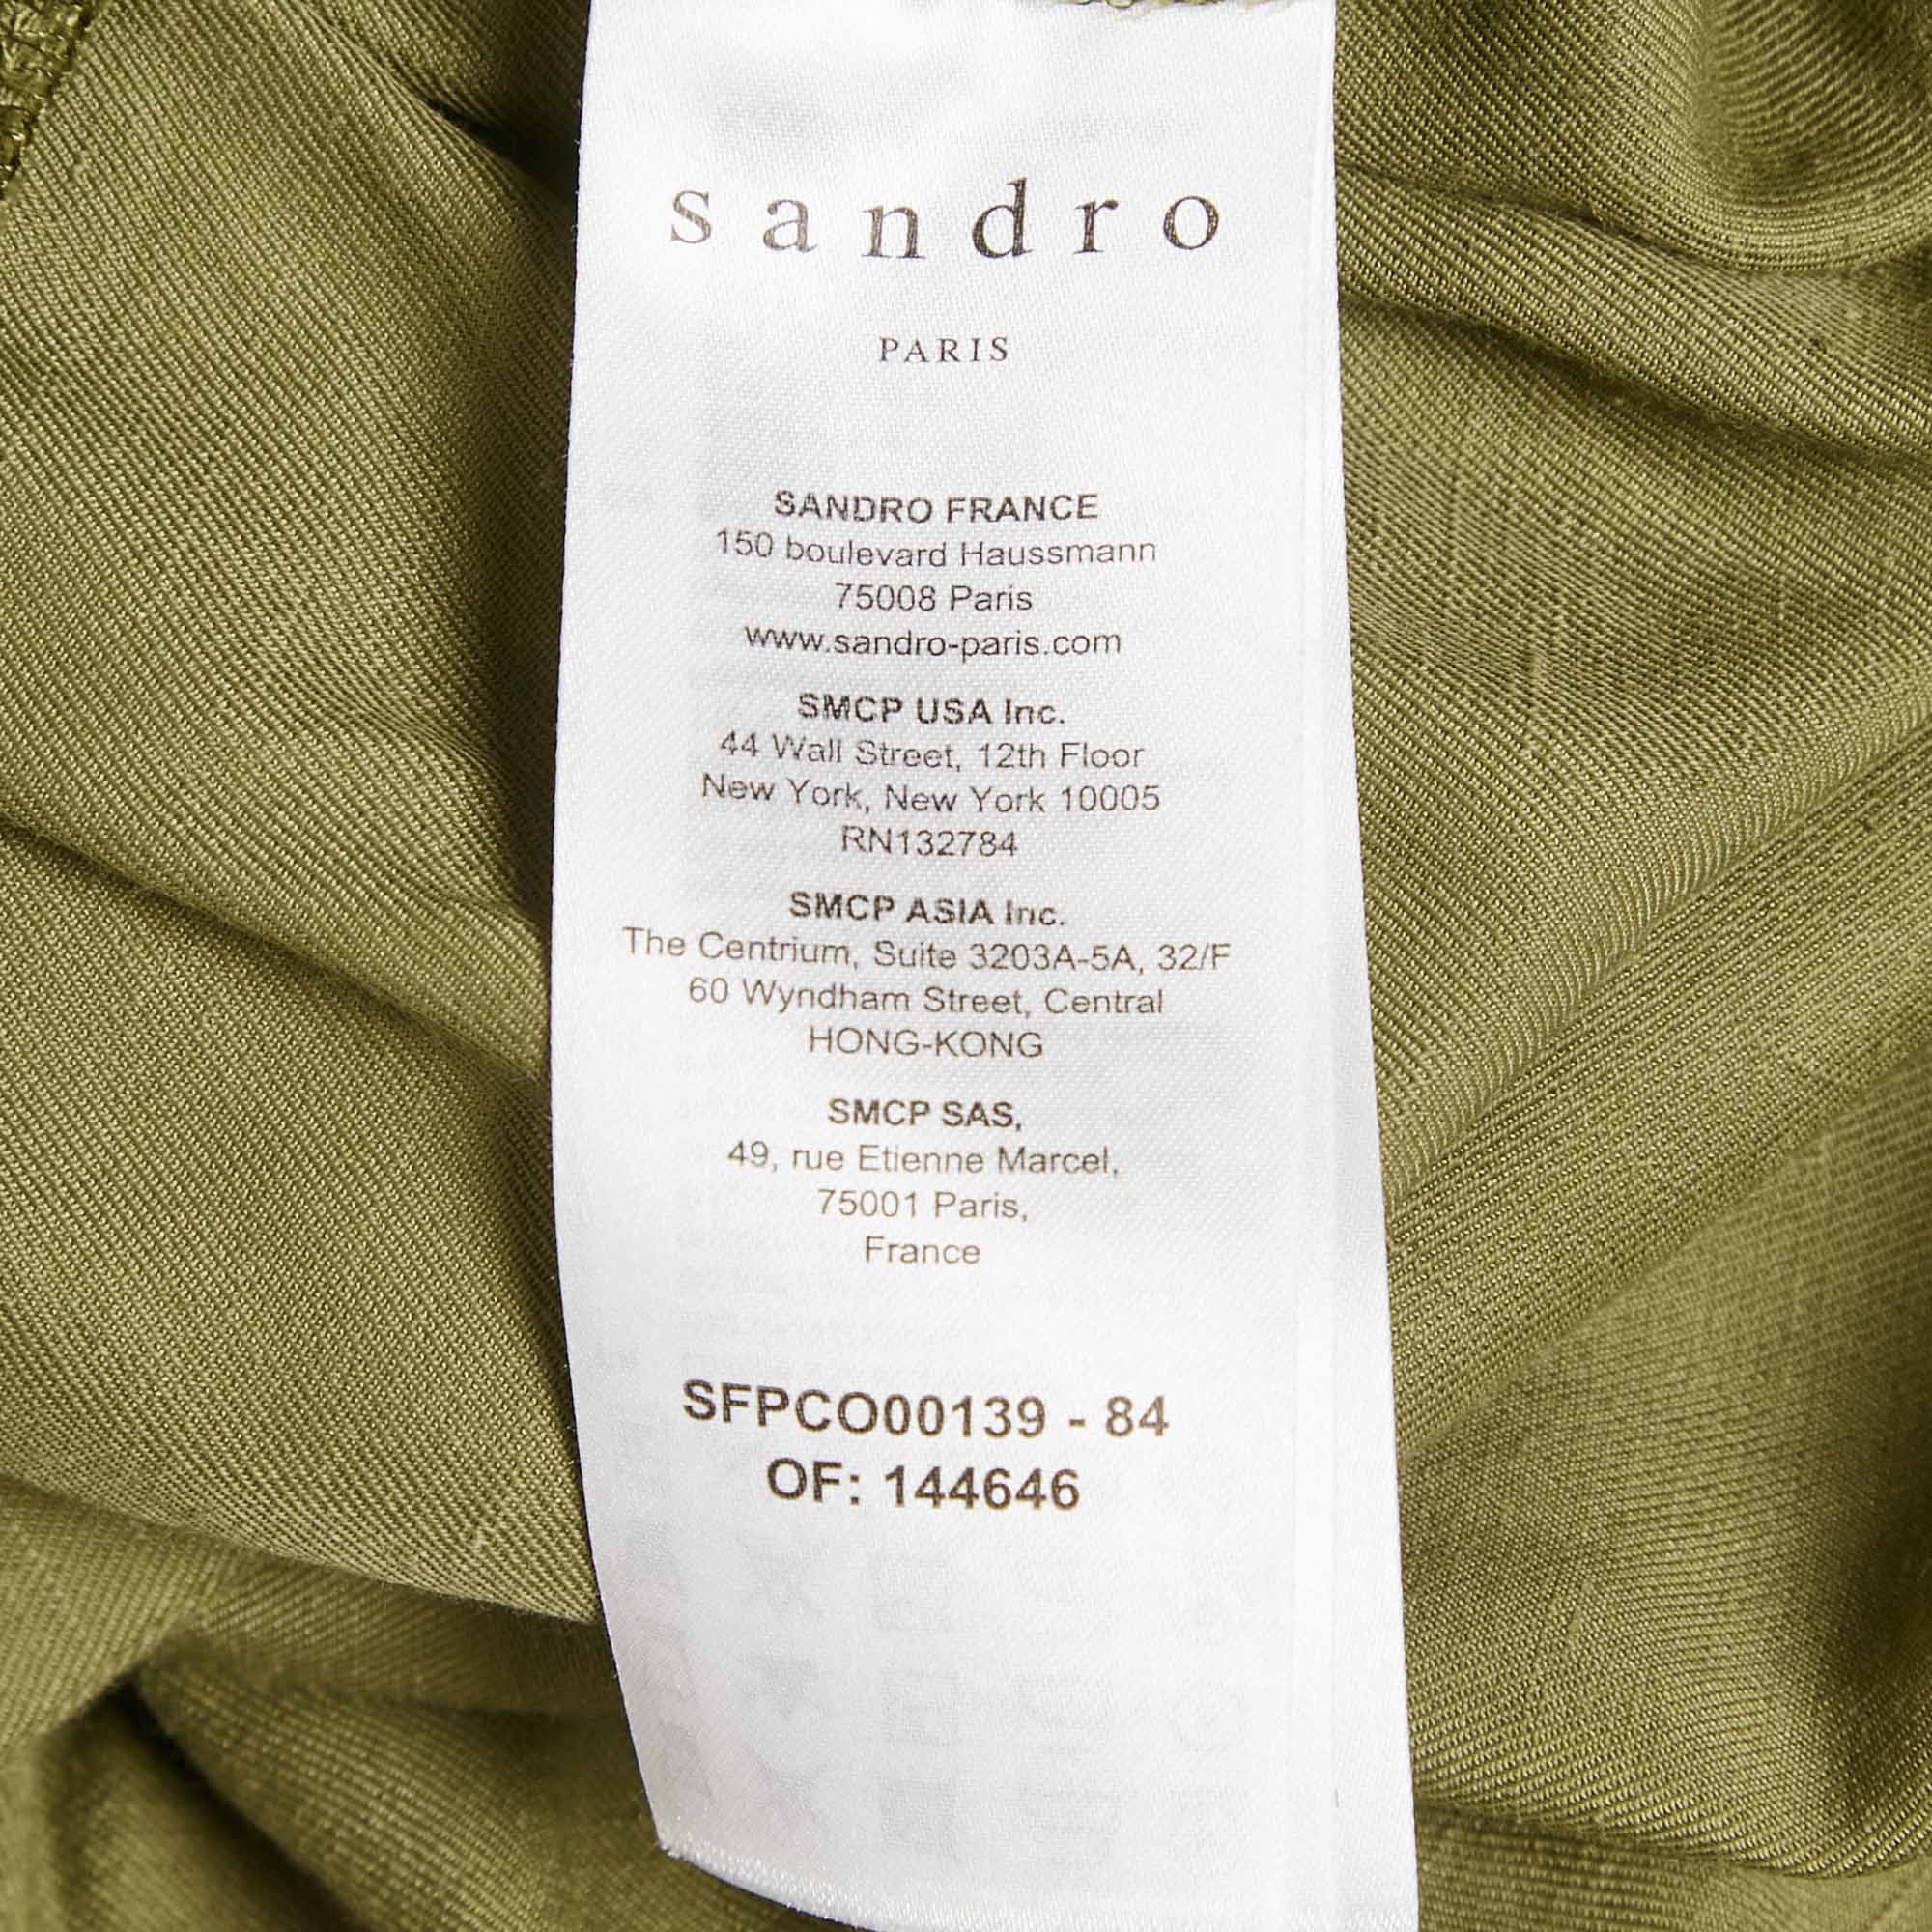 sandro
PARIS
SANDRO FRANCE
150 boulevard Haussmann
75008 Paris
www.sandro-paris.com
SMCP USA Inc.
44 Wall Street, 12th Floor
New York, New York 10005
RN132784
SMCP ASIA Inc.
The Centrium, Suite 3203A-5A, 32/F
60 Wyndham Street, Central
HONG-KONG
SMCP SAS,
49, rue Etienne Marcel,
75001 Paris,
France
SFPCO00139 - 84
OF: 144646